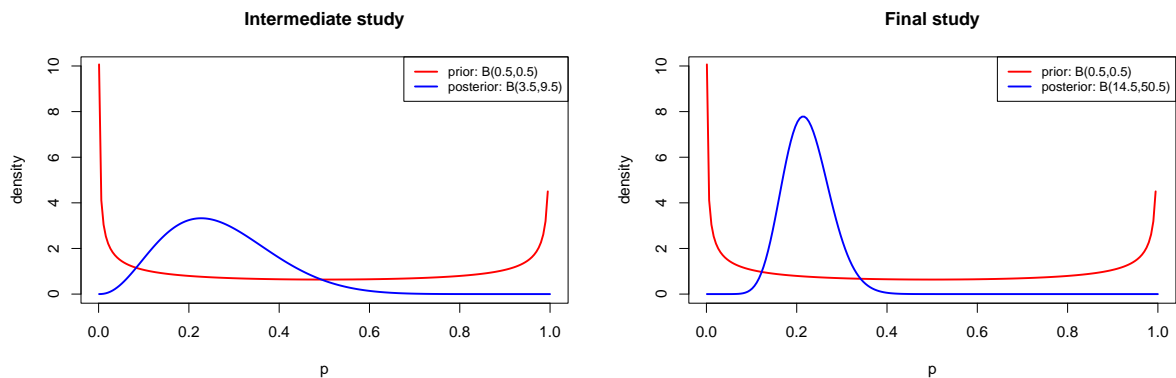 Intermediate study
density
10
8
6
4
2
0
prior: B(0.5,0.5)
posterior: B(3.5,9.5)
0.0 0.2 0.4 0.6 0.8 1.0
p
Final study
density
10
8
6
4
2
0
prior: B(0.5,0.5)
posterior: B(14.5,50.5)
0.0 0.2 0.4 0.6 0.8 1.0
p